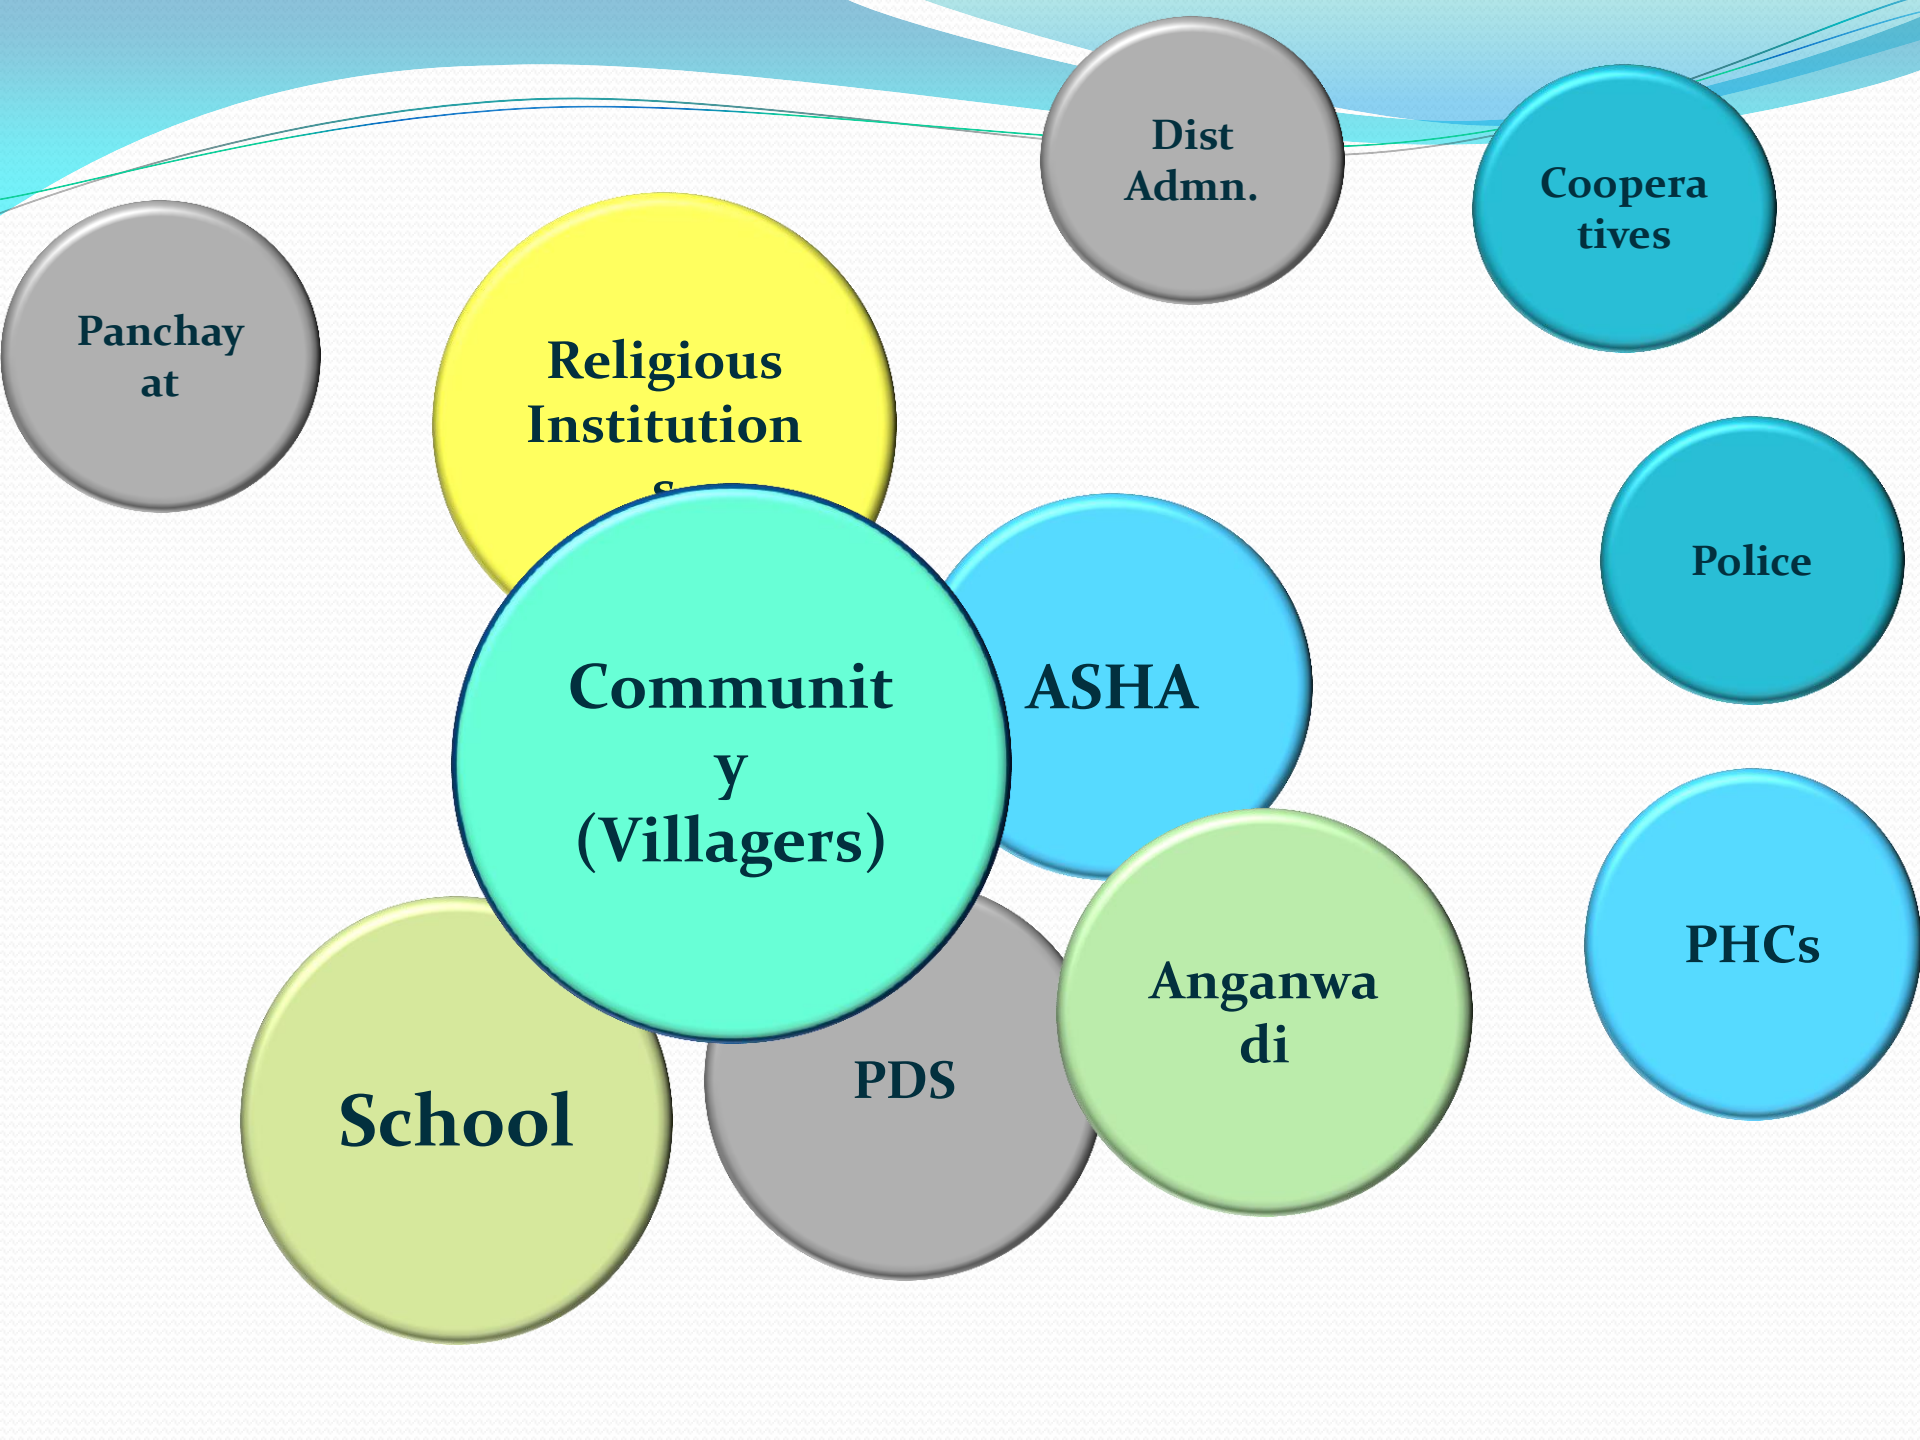 Dist
Admn.
Coopera
tives
Panchay
at
Religious
Institution
s
Police
Communit
y
(Villagers)
ASHA
PHCs
Anganwa
di
School
PDS